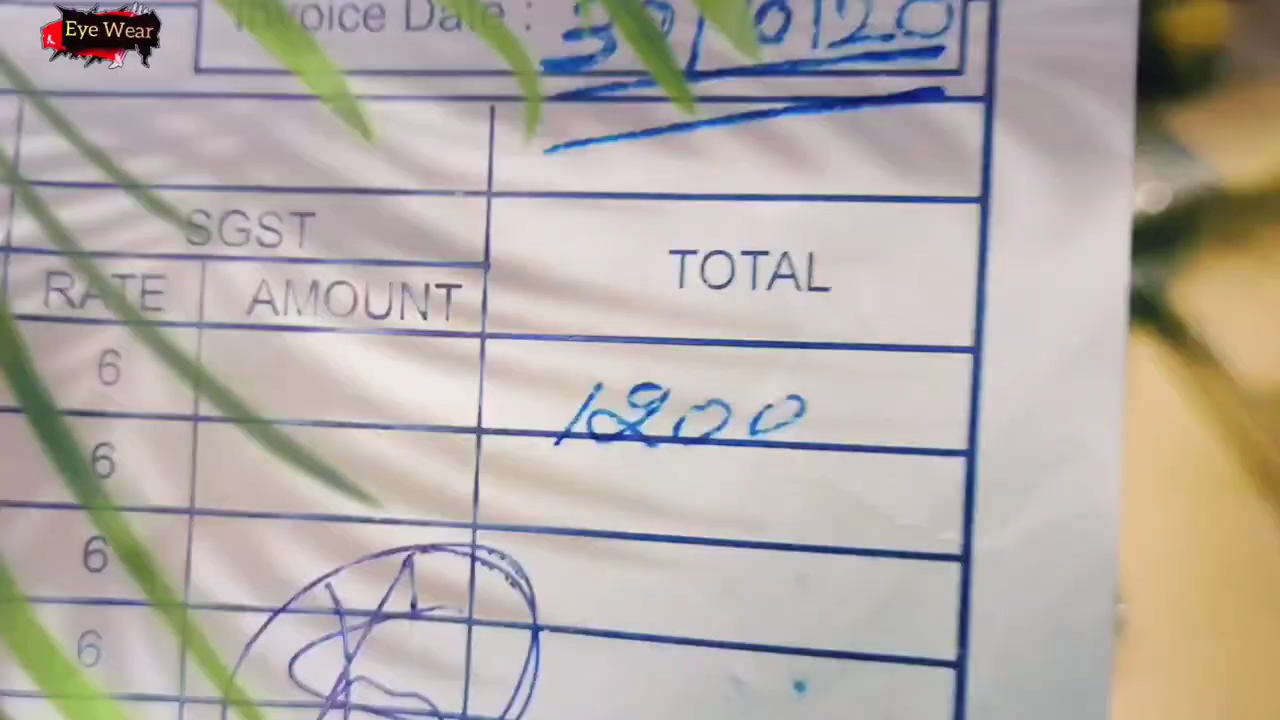 Eye Wear
Invoice Date :
SGST
TOTAL
RATE
AMOUNT
6
1200
6
6
6